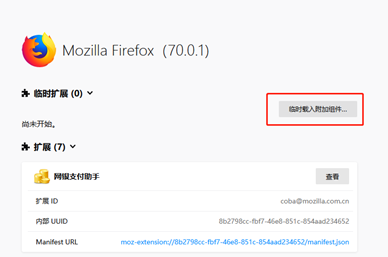 Mozilla Firefox (70.0.1)
临时扩展 (0)
临时载入附加组件...
尚未开始。
扩展 (7)
网银支付助手
查看
扩展 ID coba@mozilla.com.cn
内部 UUID 8b2798cc-fbf7-46e8-851c-854aad234652
Manifest URL moz-extension://8b2798cc-fbf7-46e8-851c-854aad234652/manifest.json